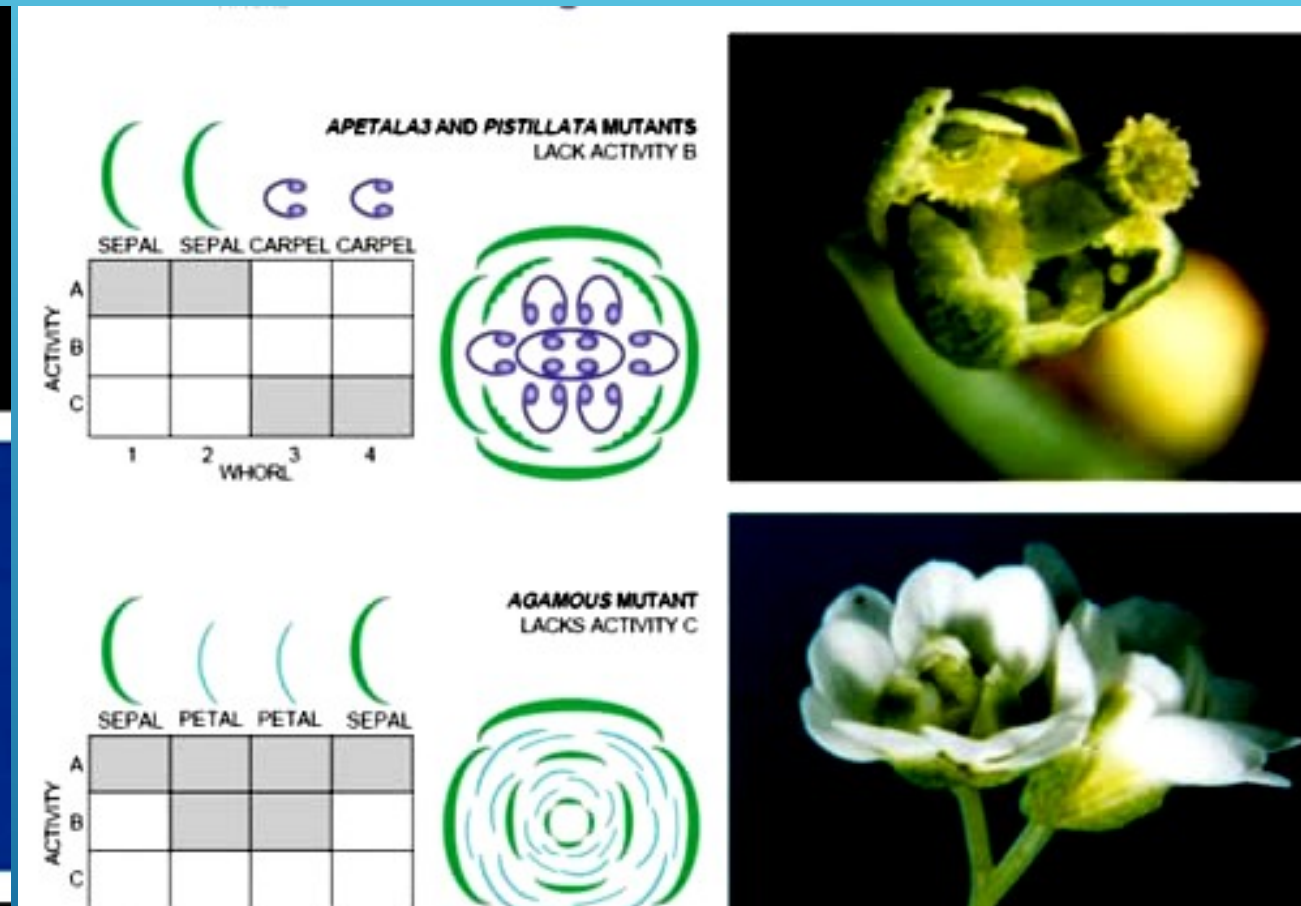 APETALA3 AND PISTILLATA MUTANTS
LACK ACTIVITY B
SEPAL SEPAL CARPEL CARPEL
A
B
C
ACTIVITY
1 2 3 4
WHORL
AGAMOUS MUTANT
LACKS ACTIVITY C
SEPAL PETAL PETAL SEPAL
A
B
C
ACTIVITY